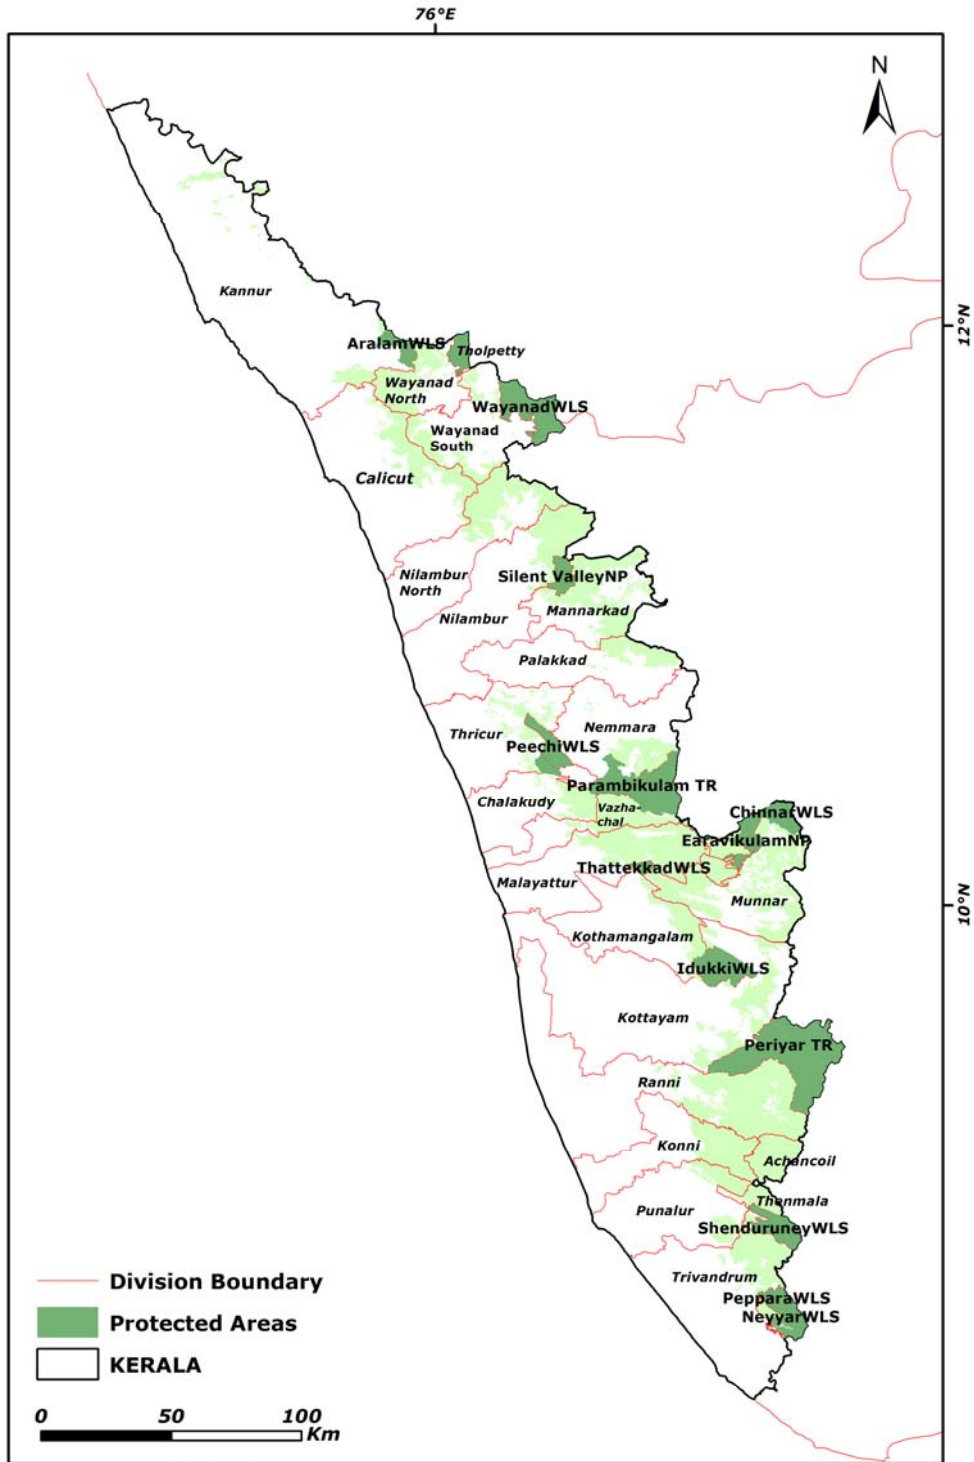 76°E
N
12°N
Kannur
AralamWLS
Tholpetty
Wayanad
North
WayanadWLS
Wayanad
South
Calicut
Nilambur
North
Silent ValleyNP
Mannarkad
Nilambur
Palakkad
Thricur
Nemmara
PeechiWLS
Parambikulam TR
Chalakudy
Vazha-
chal
ChinnarWLS
EaravikulamNP
ThattekkadWLS
Malayattur
Munnar
10°N
Kothamangalam
IdukkiWLS
Kottayam
Periyar TR
Ranni
Konni
Achancoil
Thenmala
Punalur
ShenduruneyWLS
Trivandrum
PepparaWLS
NeyyarWLS
Division Boundary
Protected Areas
KERALA
0 50 100
Km